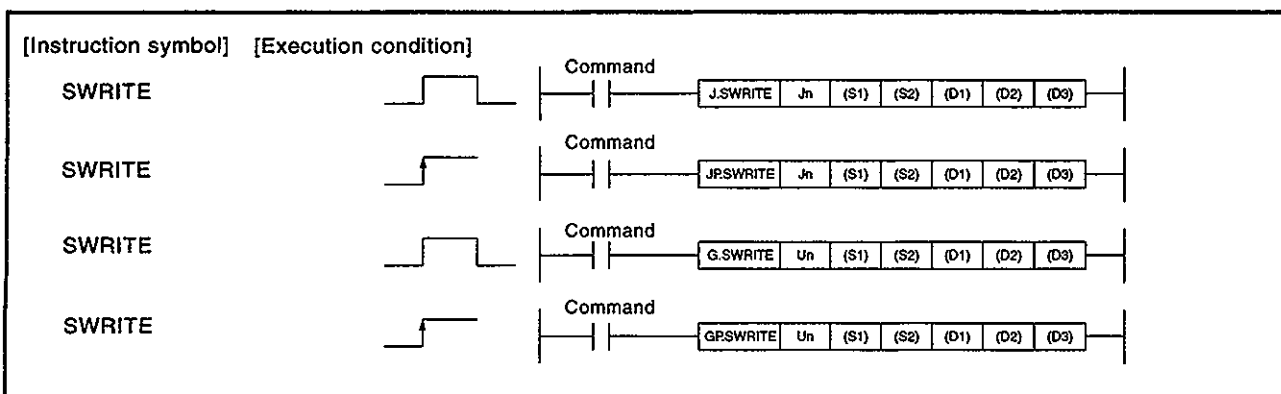 [Instruction symbol] [Execution condition]
Command
SWRITE J.SWRITE Jn (S1) (S2) (D1) (D2) (D3)
Command
SWRITE JP.SWRITE Jn (S1) (S2) (D1) (D2) (D3)
Command
SWRITE G.SWRITE Un (S1) (S2) (D1) (D2) (D3)
Command
SWRITE GP.SWRITE Un (S1) (S2) (D1) (D2) (D3)